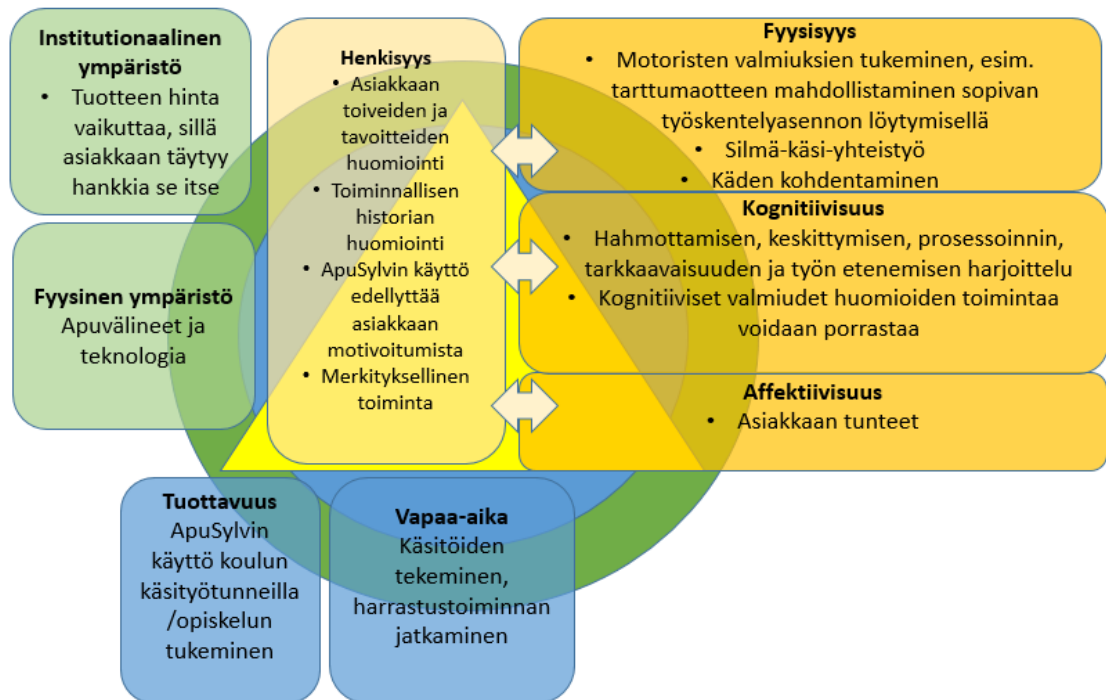 Institutionaalinen
ympäristö
• Tuotteen hinta
vaikuttaa, sillä
asiakkaan täytyy
hankkia se itse
Fyysinen ympäristö
Apuvälineet ja
teknologia
Henkisyys
• Asiakkaan
toiveiden ja
tavoitteiden
huomiointi
• Toiminnallisen
historian
huomiointi
• ApuSylvin käyttö
edellyttää
asiakkaan
motivoitumista
• Merkityksellinen
toiminta
Fyysisyys
• Motoristen valmiuksien tukeminen, esim.
tarttumaotteen mahdollistaminen sopivan
työskentelyasennon löytymisellä
• Silmä-käsi-yhteistyö
• Käden kohdentaminen
Kognitiivisuus
• Hahmottamisen, keskittymisen, prosessoinnin,
tarkkaavaisuuden ja työn etenemisen harjoittelu
• Kognitiiviset valmiudet huomioiden toimintaa
voidaan porrastaa
Affektiivisuus
• Asiakkaan tunteet
Tuottavuus
ApuSylvin
käyttö koulun
käsityötunneilla
/opiskelun
tukeminen
Vapaa-aika
Käsitöiden
tekeminen,
harrastustoiminnan
jatkaminen